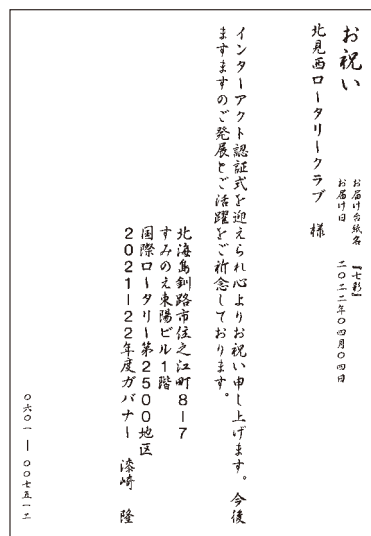 お祝い
お届け台紙名　『七彩』
お届け日　二〇二二年〇四月〇四日
北見西ロータリークラブ　様
インターアクト認証式を迎えられ心よりお祝い申し上げます。今後
ますますのご発展とご活躍をご祈念しております。
北海島釧路市住之江町8ー7
すみのえ東陽ビル1階
国際ロータリー第2500地区
2021ー22年度ガバナー　漆崎　隆
〇六〇一　ー　〇〇七五一二